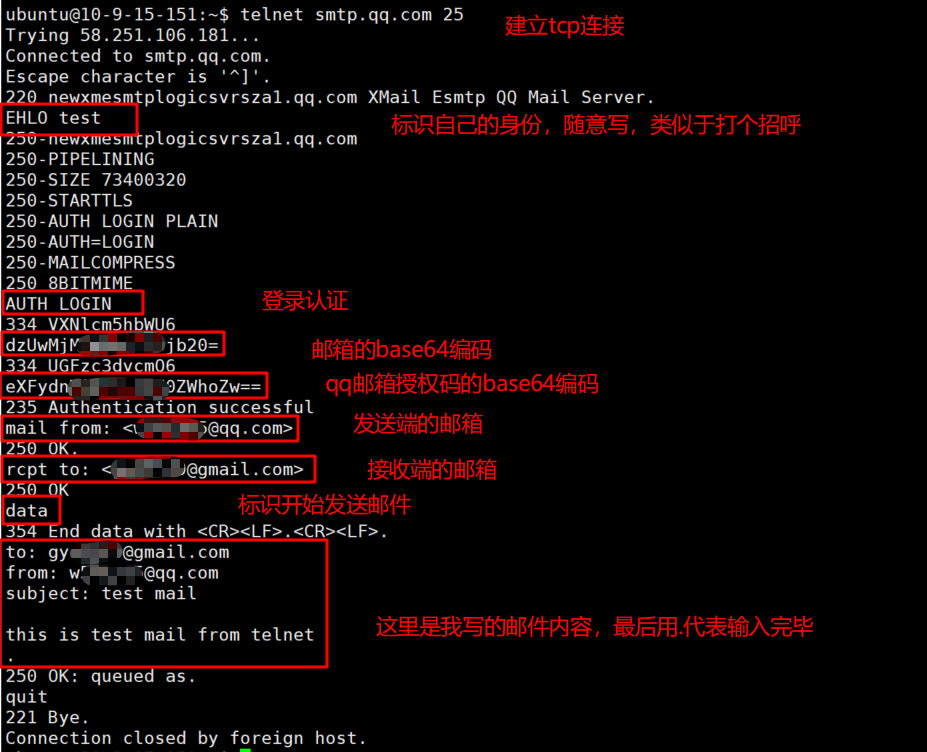 ubuntu@10-9-15-151:~$ telnet smtp.qq.com 25
建立tcp连接
Trying 58.251.106.181...
Connected to smtp.qq.com.
Escape character is '^]'.
220 newxmesmtplogicsvrsza1.qq.com XMail Esmtp QQ Mail Server.
EHLO test
标识自己的身份，随意写，类似于打个招呼
250-newxmesmtplogicsvrsza1.qq.com
250-PIPELINING
250-SIZE 73400320
250-STARTTLS
250-AUTH LOGIN PLAIN
250-AUTH=LOGIN
250-MAILCOMPRESS
250 8BITMIME
AUTH LOGIN
登录认证
334 VXNlcm5hbWU6
dzUwMjM jb20=
邮箱的base64编码
334 UGFzc3dvcmQ6
eXFydn 0ZWhoZw==
qq邮箱授权码的base64编码
235 Authentication successful
mail from: < 5@qq.com>
发送端的邮箱
250 OK.
rcpt to: < @gmail.com>
接收端的邮箱
250 OK
data
标识开始发送邮件
354 End data with <CR><LF>.<CR><LF>.
to: gy @gmail.com
from: w 5@qq.com
subject: test mail
this is test mail from telnet
这里是我写的邮件内容，最后用.代表输入完毕
.
250 OK: queued as.
quit
221 Bye.
Connection closed by foreign host.